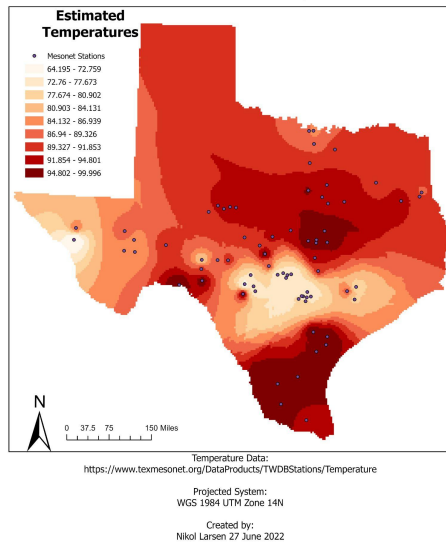 Estimated
Temperatures
Mesonet Stations
64.195 - 72.759
72.76 - 77.673
77.674 - 80.902
80.903 - 84.131
84.132 - 86.939
86.94 - 89.326
89.327 - 91.853
91.854 - 94.801
94.802 - 99.996
N
0 37.5 75 150 Miles
Temperature Data:
https://www.texmesonet.org/DataProducts/TWDBStations/Temperature
Projected System:
WGS 1984 UTM Zone 14N
Created by:
Nikol Larsen 27 June 2022